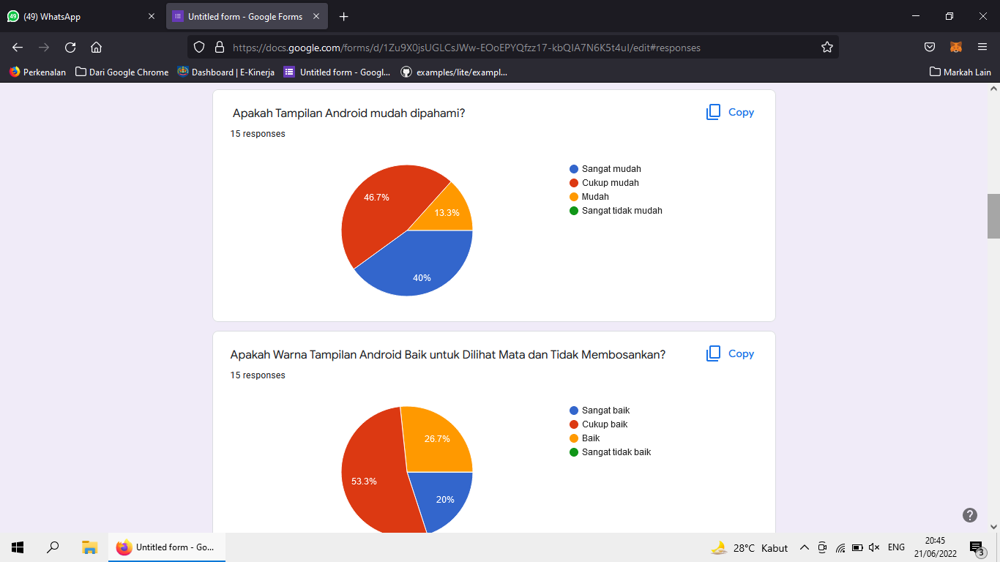 49 (49) WhatsApp
Untitled form - Google Forms
https://docs.google.com/forms/d/1Zu9X0jsUGLCsJWw-EOoEPYQfzz17-kbQIA7N6K5t4uI/edit#responses
Perkenalan
Dari Google Chrome
Dashboard | E-Kinerja
Untitled form - Googl...
examples/lite/exampl...
Markah Lain
Apakah Tampilan Android mudah dipahami?
Copy
15 responses
Sangat mudah
Cukup mudah
Mudah
Sangat tidak mudah
46.7%
13.3%
40%
Apakah Warna Tampilan Android Baik untuk Dilihat Mata dan Tidak Membosankan?
Copy
15 responses
Sangat baik
Cukup baik
Baik
Sangat tidak baik
26.7%
53.3%
20%
Untitled form - Go...
28°C Kabut
ENG
20:45
21/06/2022
3